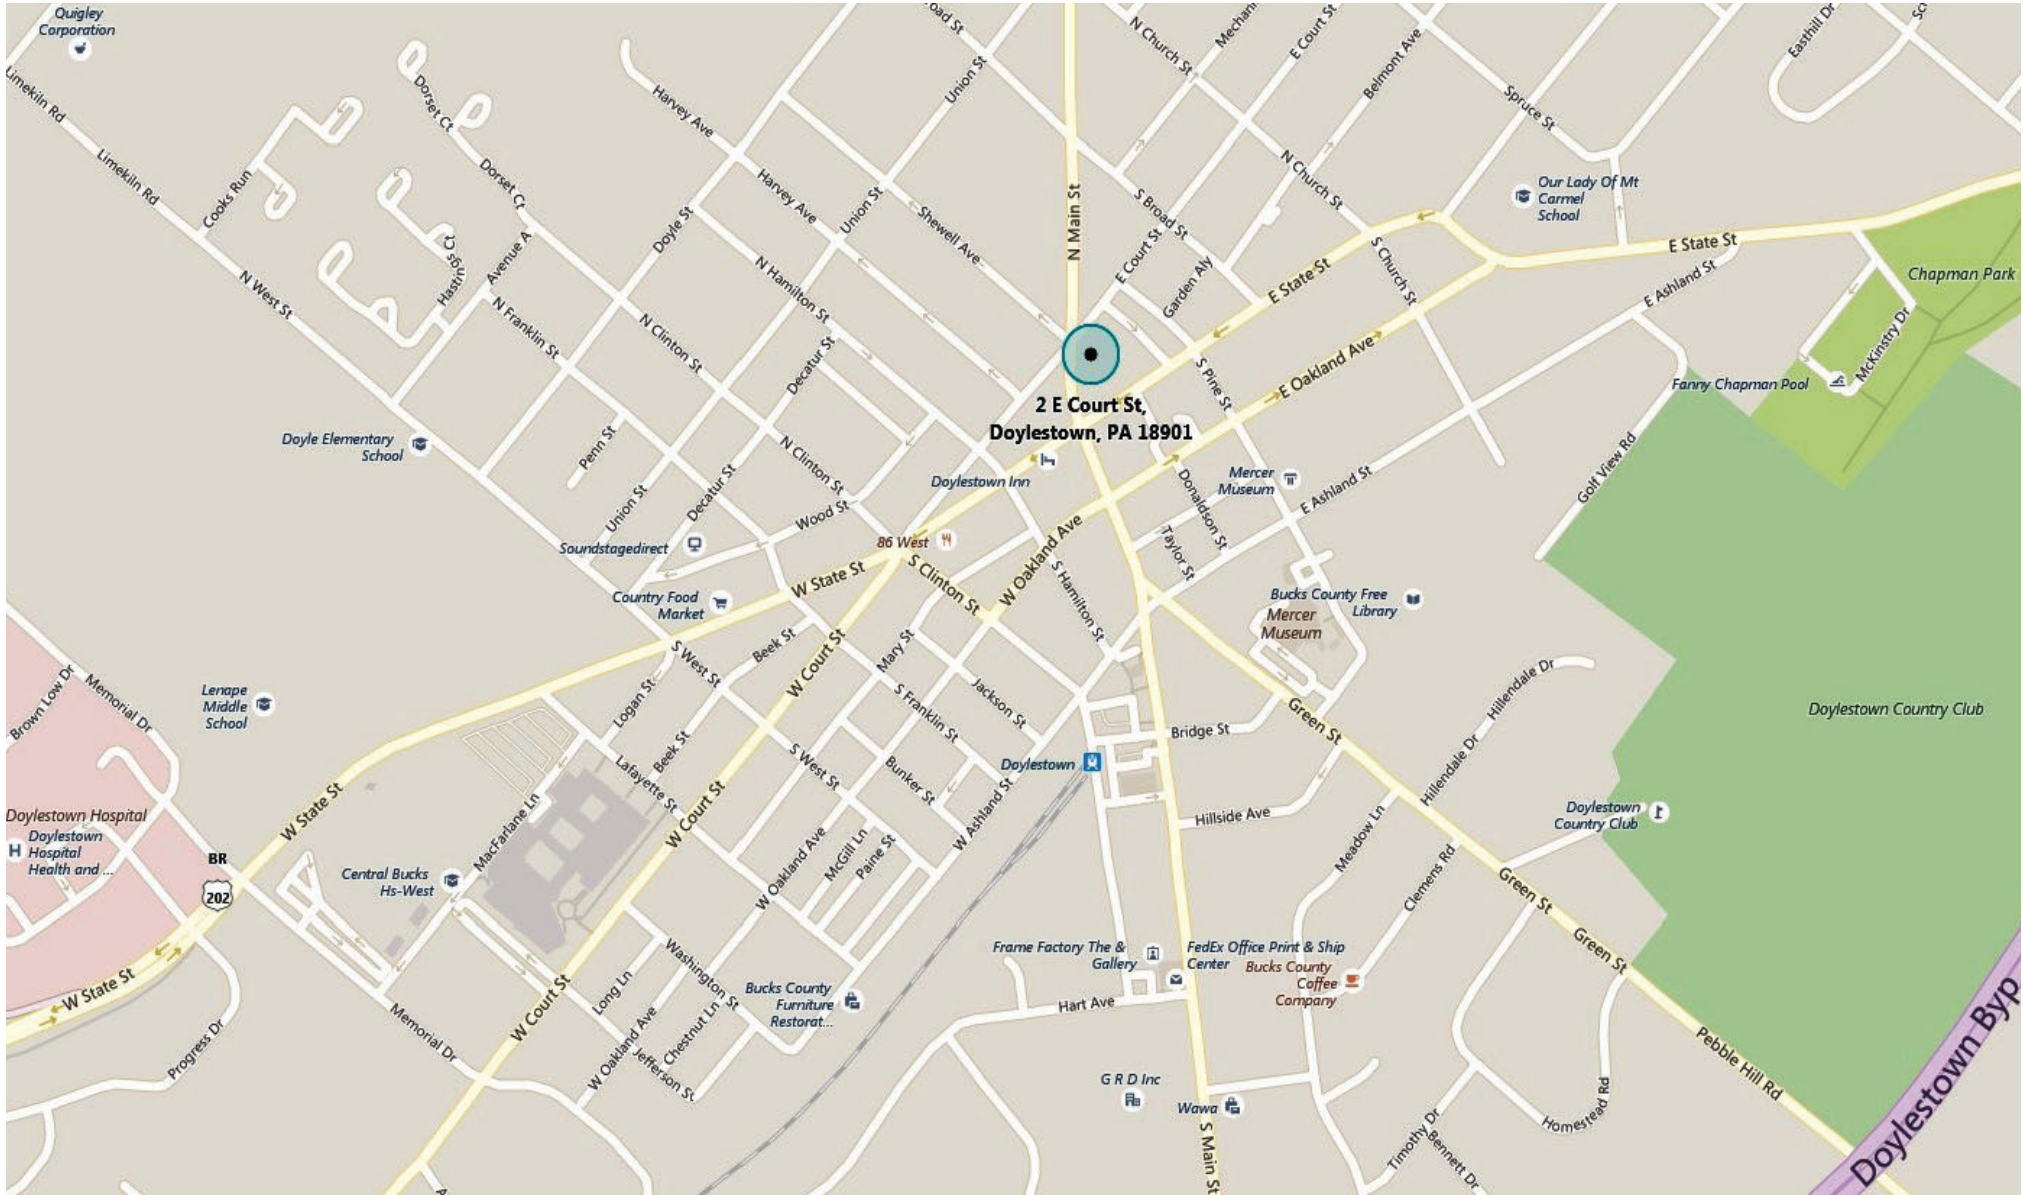 Quigley
Corporation
Limekiln Rd
Limekiln Rd
Cooks Run
Dorset Ct
Dorset Ct
Avenue A
Harvey Ave
Harvey Ave
Union St
Union St
Doyle St
Shewell Ave
N Main St
N Church St
E Court St
Belmont Ave
Spruce St
Easthill Dr
N Church St
Our Lady Of Mt
Carmel
School
S Broad St
E Court St
Garden Aly
E State St
S Church St
E State St
E Ashland St
Chapman Park
McKinstry Dr
Fanny Chapman Pool
N West St
N Franklin St
N Hamilton St
N Clinton St
Decatur St
2 E Court St,
Doylestown, PA 18901
S Pine St
E Oakland Ave
Golf View Rd
Doyle Elementary
School
Penn St
Union St
Decatur St
N Clinton St
Wood St
Doylestown Inn
Mercer
Museum
Donaldson St
E Ashland St
Taylor St
Soundstagedirect
86 West
W State St
S Clinton St
W Oakland Ave
S Hamilton St
Country Food
Market
Bucks County Free
Library
Mercer
Museum
Beek St
W Court St
Mary St
S West St
Logan St
Jackson St
S Franklin St
Memorial Dr
Brown Low Dr
Lenape
Middle
School
Beek St
Lafayette St
S West St
Bunker St
Doylestown
Bridge St
Green St
Hillendale Dr
Hillendale Dr
Doylestown Country Club
W State St
W Court St
W Ashland St
Hillside Ave
Doylestown
Country Club
Doylestown Hospital
Doylestown
Hospital
Health and ...
H
BR
202
Central Bucks
Hs-West
MacFarlane Ln
W Oakland Ave
McGill Ln
Paine St
Meadow Ln
Clemens Rd
Green St
Green St
W State St
Washington St
Long Ln
W Court St
Chestnut Ln
W Oakland Ave
Jefferson St
Bucks County
Furniture
Restorat...
Frame Factory The &
Gallery
FedEx Office Print & Ship
Center
Bucks County
Coffee
Company
Hart Ave
Memorial Dr
Progress Dr
G R D Inc
Wawa
S Main St
Timothy Dr
Bennett Dr
Homestead Rd
Pebble Hill Rd
Doylestown Byp